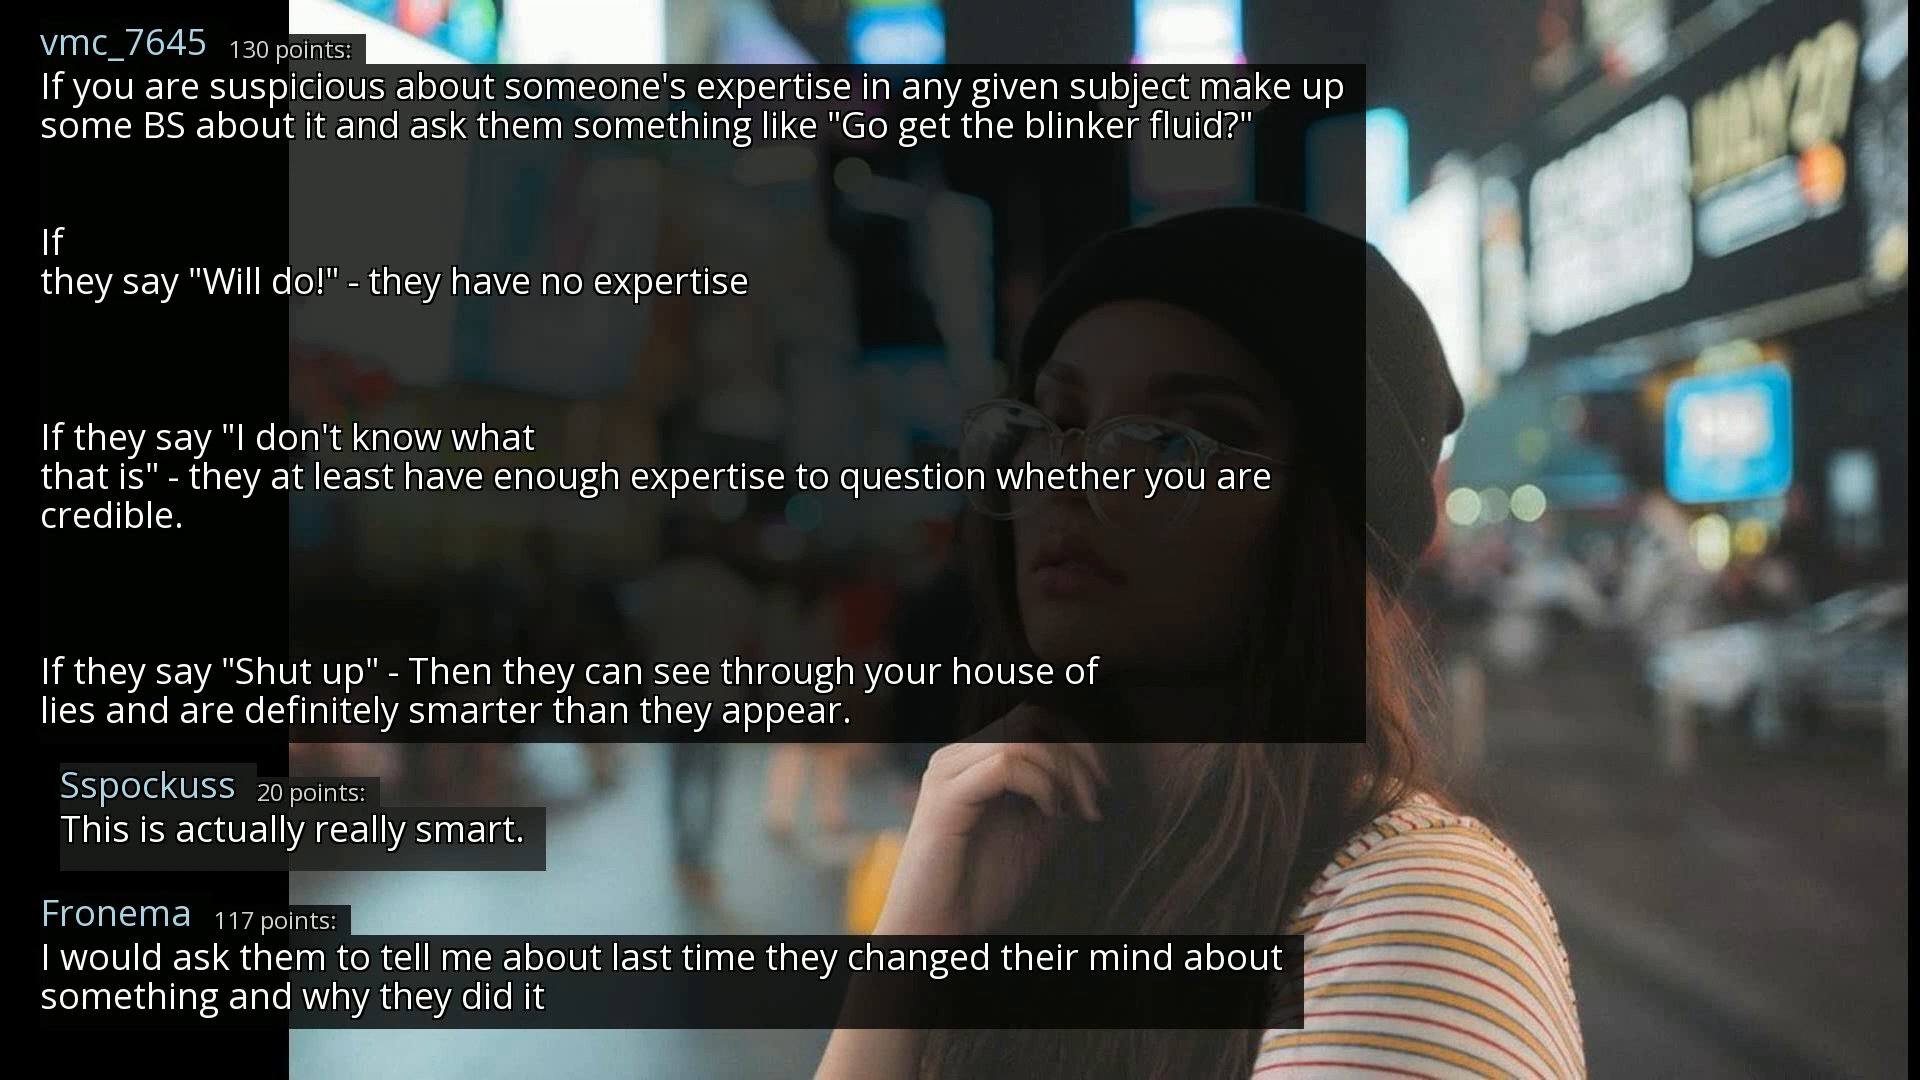 vmc_7645 130 points:
If you are suspicious about someone's expertise in any given subject make up
some BS about it and ask them something like "Go get the blinker fluid?"
If
they say "Will do!" - they have no expertise
If they say "I don't know what
that is" - they at least have enough expertise to question whether you are
credible.
If they say "Shut up" - Then they can see through your house of
lies and are definitely smarter than they appear.
Sspockuss 20 points:
This is actually really smart.
Fronema 117 points:
I would ask them to tell me about last time they changed their mind about
something and why they did it